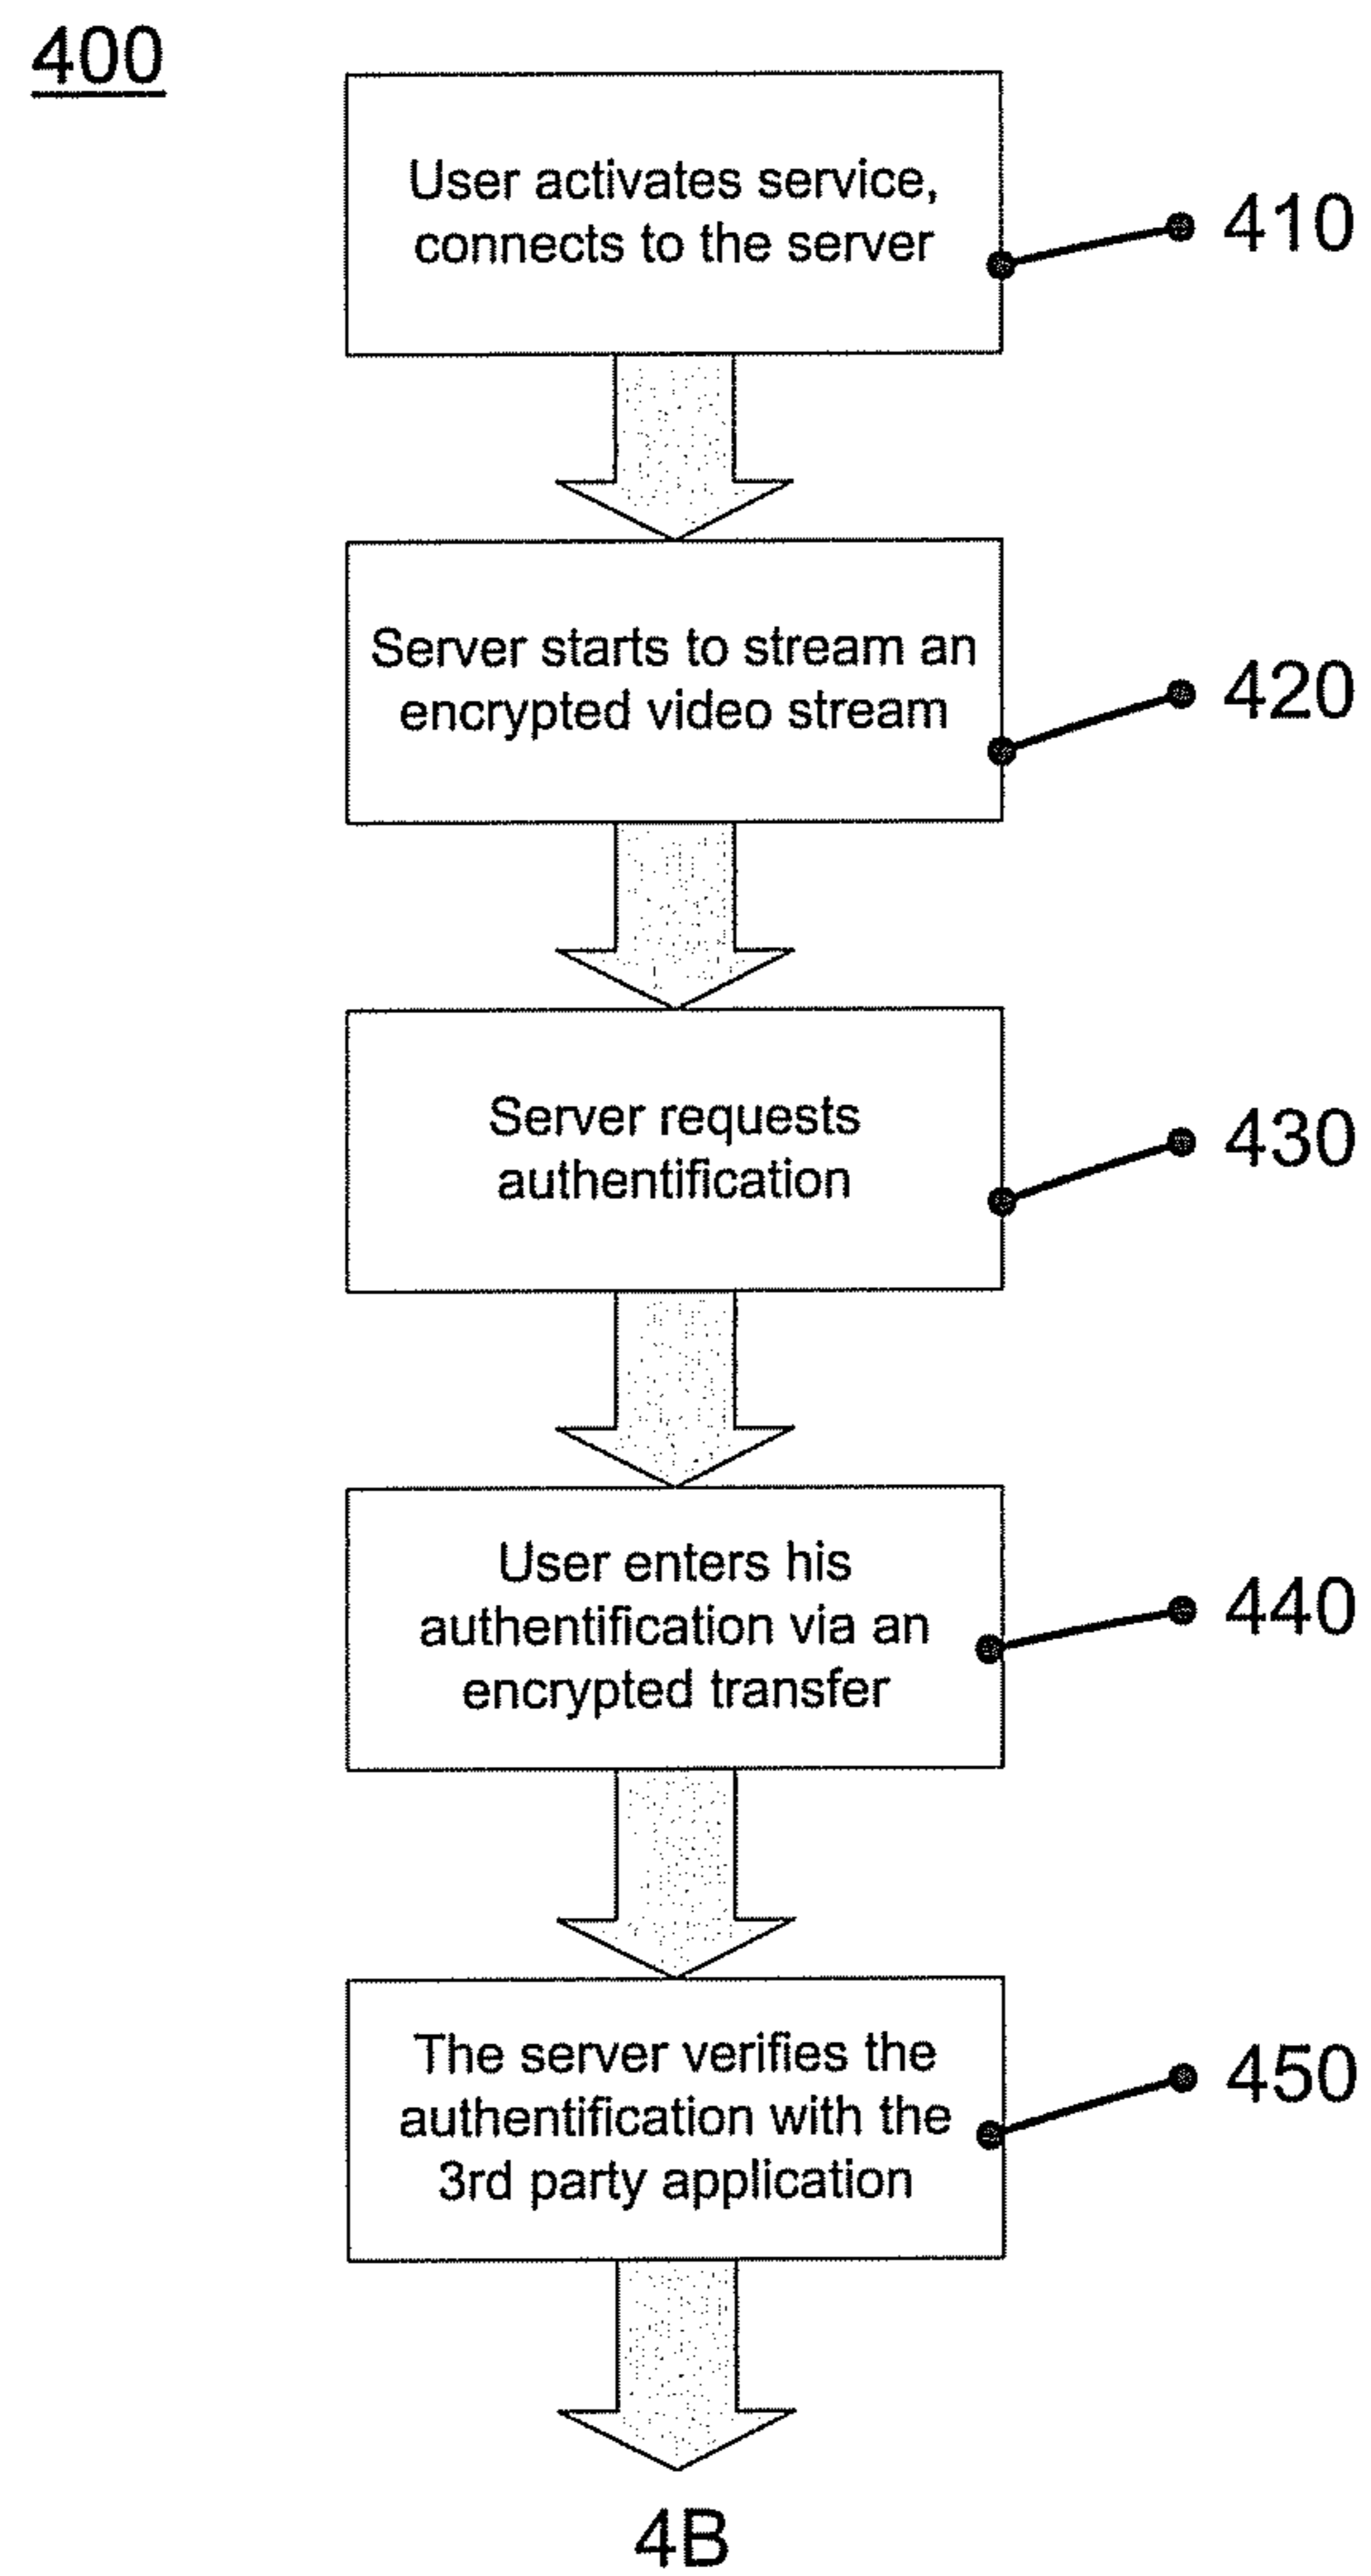 400
User activates service,
connects to the server
410
Server starts to stream an
encrypted video stream
420
Server requests
authentification
430
User enters his
authentification via an
encrypted transfer
440
The server verifies the
authentification with the
3rd party application
450
4B